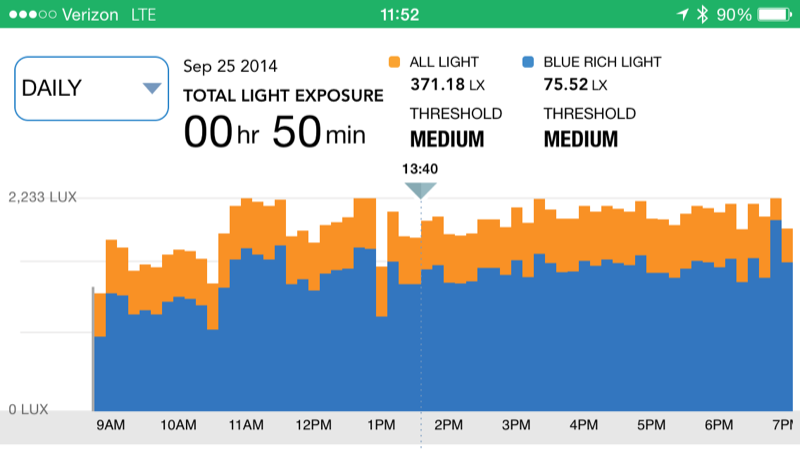 Verizon LTE 11:52 90%
DAILY
Sep 25 2014
TOTAL LIGHT EXPOSURE
00 hr 50 min
ALL LIGHT
371.18 LX
THRESHOLD
MEDIUM
BLUE RICH LIGHT
75.52 LX
THRESHOLD
MEDIUM
13:40
2,233 LUX
0 LUX
9AM 10AM 11AM 12PM 1PM 2PM 3PM 4PM 5PM 6PM 7PM